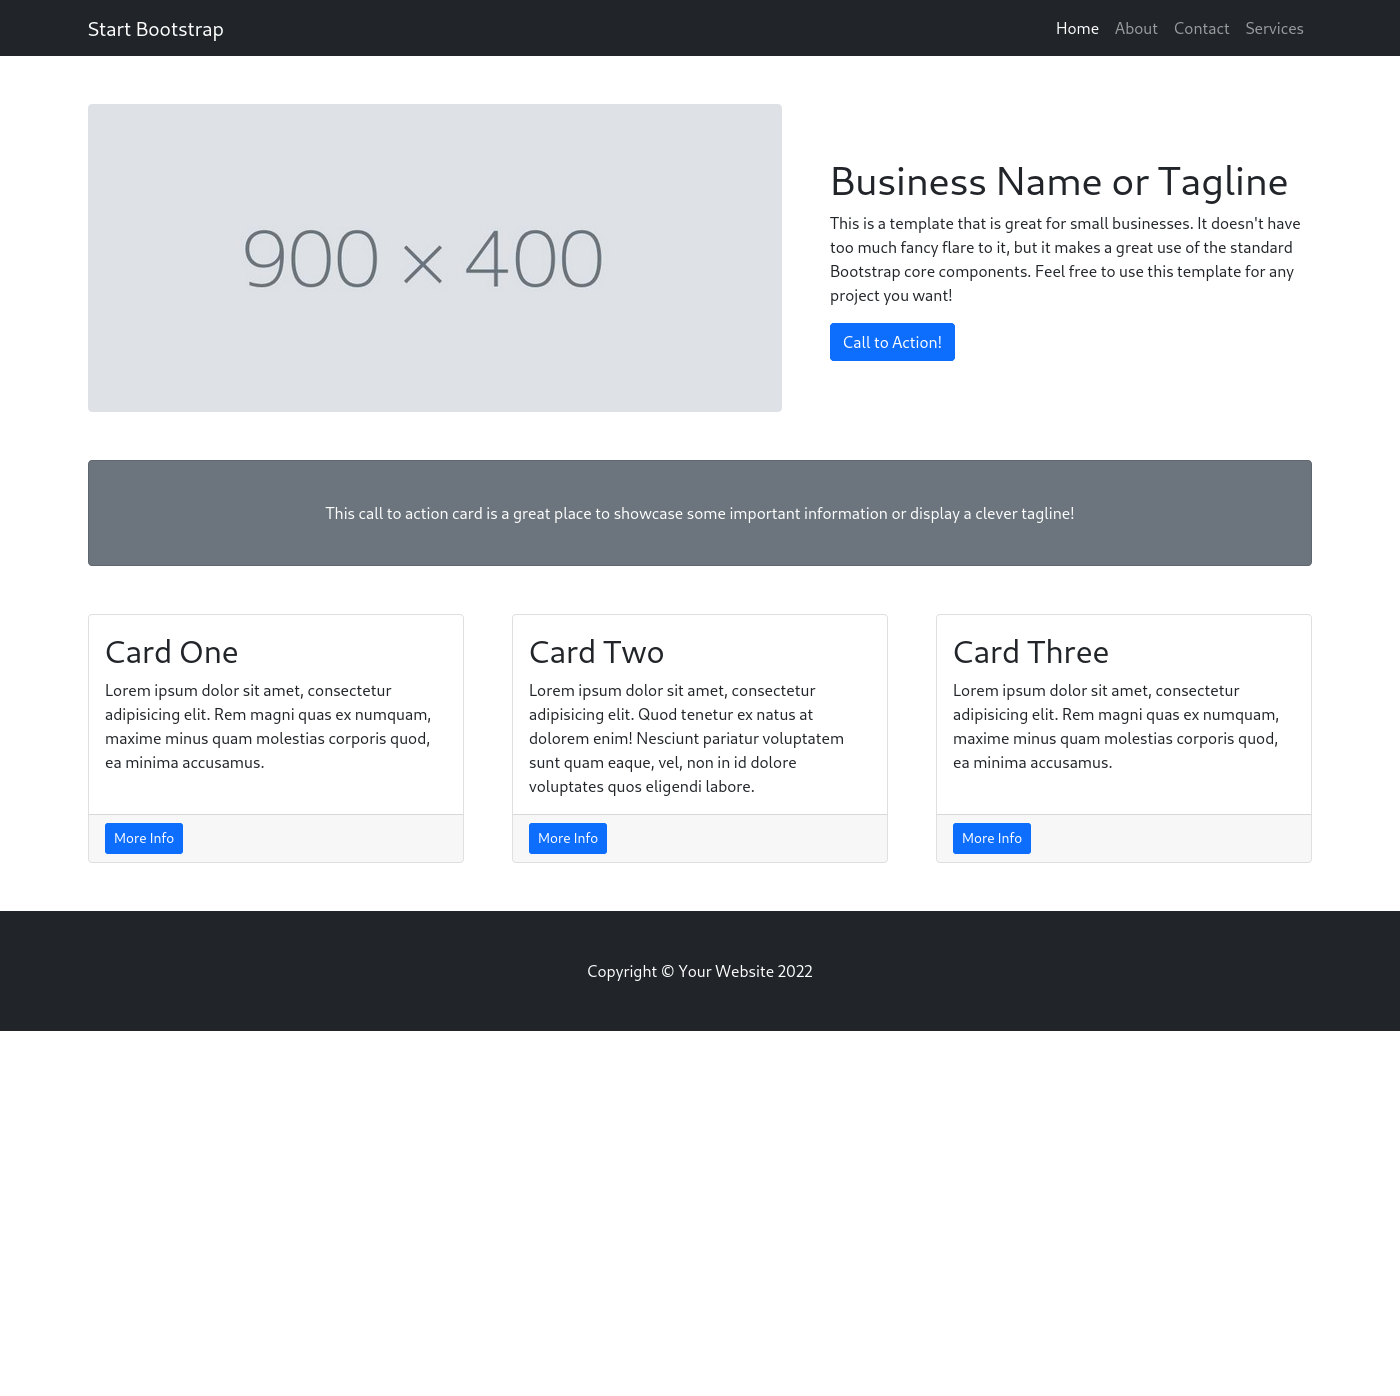 Start Bootstrap
Home About Contact Services
900 × 400
Business Name or Tagline
This is a template that is great for small businesses. It doesn't have
too much fancy flare to it, but it makes a great use of the standard
Bootstrap core components. Feel free to use this template for any
project you want!
Call to Action!
This call to action card is a great place to showcase some important information or display a clever tagline!
Card One
Lorem ipsum dolor sit amet, consectetur
adipisicing elit. Rem magni quas ex numquam,
maxime minus quam molestias corporis quod,
ea minima accusamus.
More Info
Card Two
Lorem ipsum dolor sit amet, consectetur
adipisicing elit. Quod tenetur ex natus at
dolorem enim! Nesciunt pariatur voluptatem
sunt quam eaque, vel, non in id dolore
voluptates quos eligendi labore.
More Info
Card Three
Lorem ipsum dolor sit amet, consectetur
adipisicing elit. Rem magni quas ex numquam,
maxime minus quam molestias corporis quod,
ea minima accusamus.
More Info
Copyright © Your Website 2022